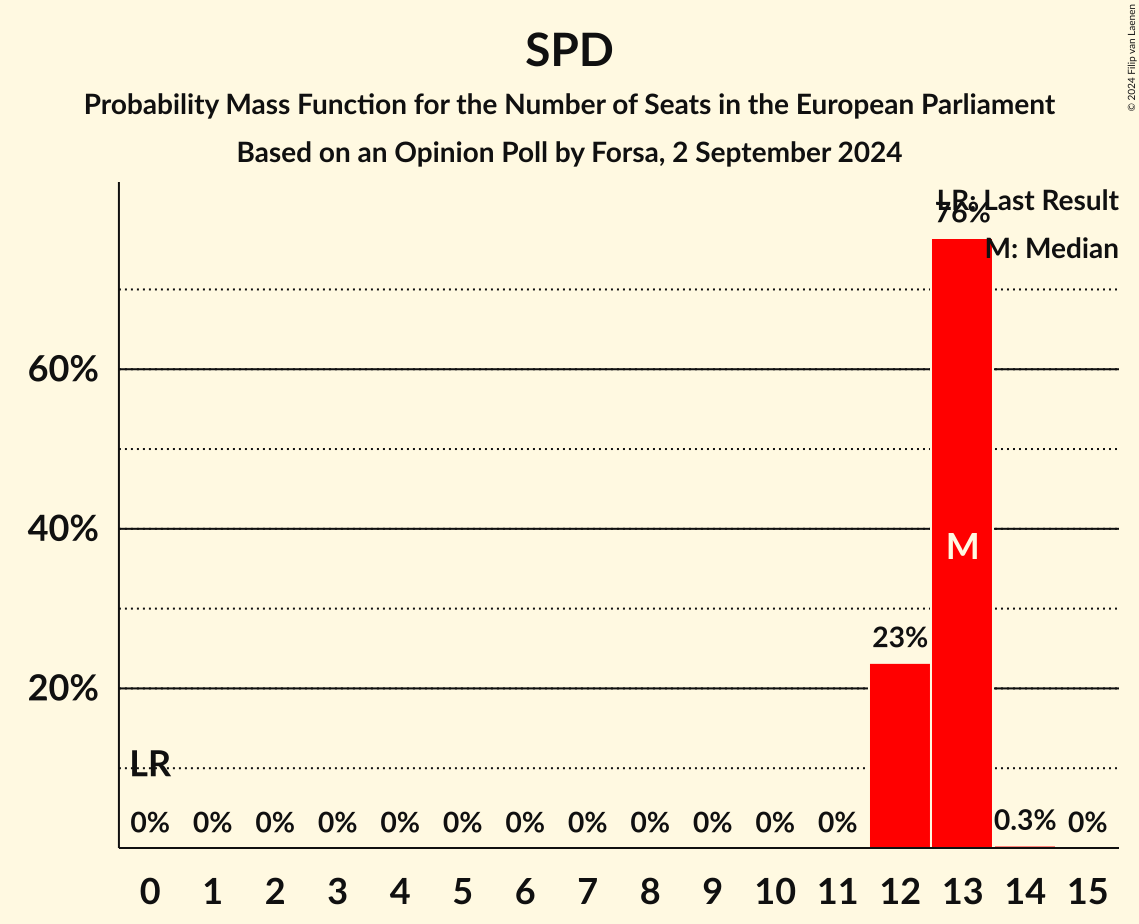 SPD
Probability Mass Function for the Number of Seats in the European Parliament
Based on an Opinion Poll by Forsa, 2 September 2024
© 2024 Filip van Laenen
LR: Last Result
76%
M: Median
60%
40%
M
23%
20%
LR
0% 0% 0% 0% 0% 0% 0% 0% 0% 0% 0% 0% 0.3% 0%
0 1 2 3 4 5 6 7 8 9 10 11 12 13 14 15